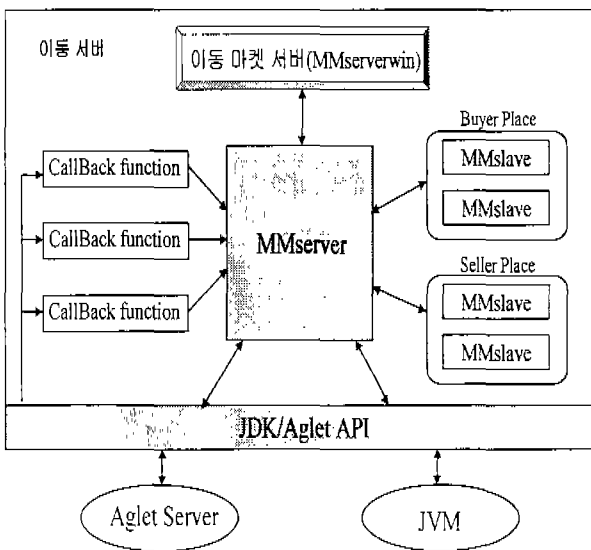 이동 서버
이동 마켓 서버(MMserverwin)
Buyer Place
MMslave
MMslave
CallBack function
CallBack function
CallBack function
MMserver
Seller Place
MMslave
MMslave
JDK/Aglet API
Aglet Server
JVM